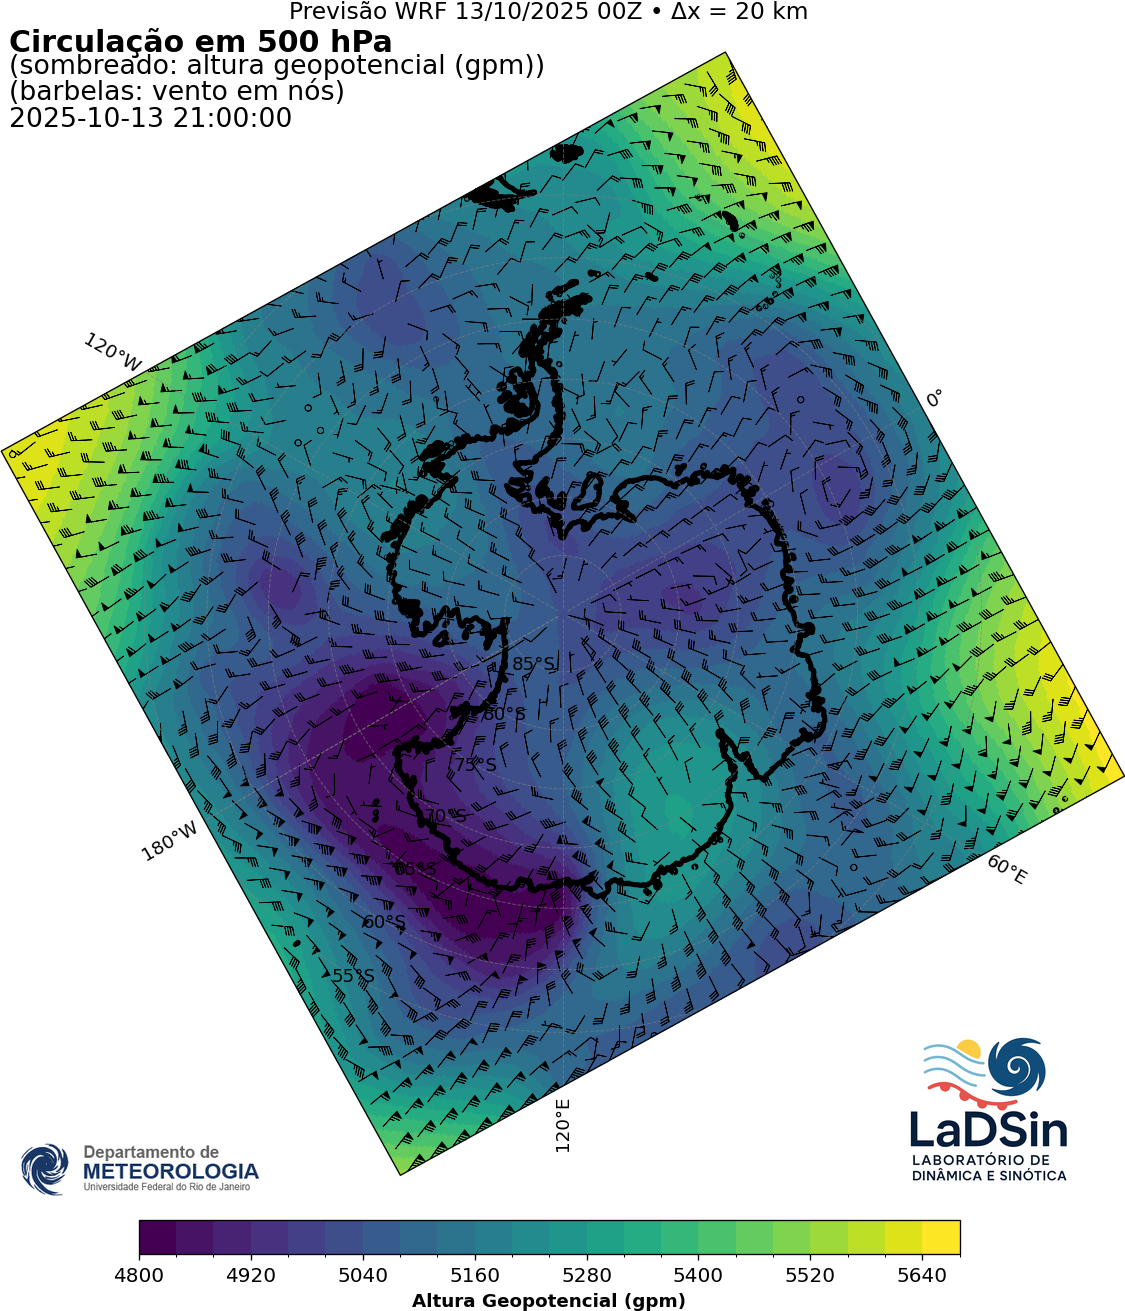 Previsão WRF 13/10/2025 00Z • Δx = 20 km
Circulação em 500 hPa
(sombreado: altura geopotencial (gpm))
(barbelas: vento em nós)
2025-10-13 21:00:00
120°W
0°
85°S
80°S
75°S
70°S
65°S
180°W
60°E
60°S
55°S
120°E
LaDSin
LABORATÓRIO DE
DINÂMICA E SINÓTICA
Departamento de
METEOROLOGIA
Universidade Federal do Rio de Janeiro
4800 4920 5040 5160 5280 5400 5520 5640
Altura Geopotencial (gpm)